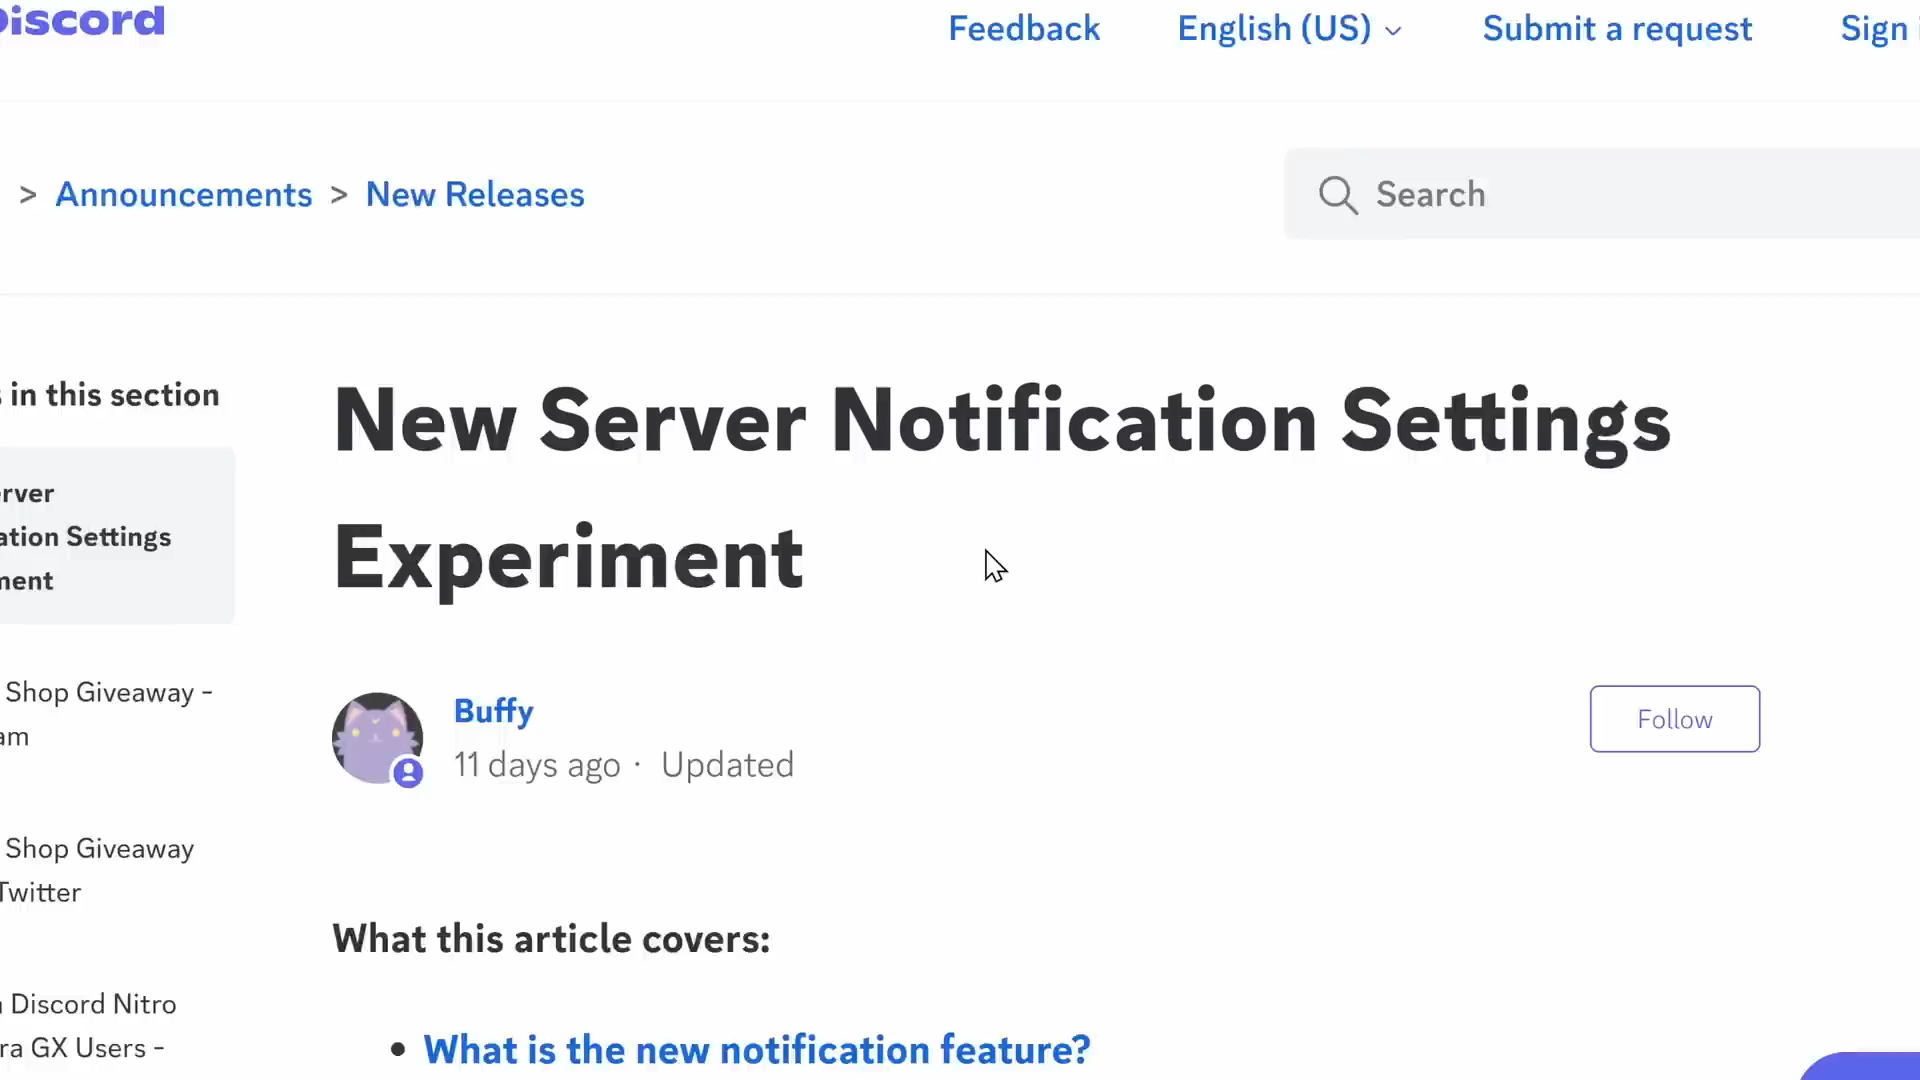 Discord
Feedback
English (US)
Submit a request
Sign
> Announcements > New Releases
Search
in this section
New Server Notification Settings
Experiment
erver
ation Settings
ment
Shop Giveaway -
am
Buffy
11 days ago · Updated
Follow
Shop Giveaway
Twitter
What this article covers:
Discord Nitro
ra GX Users -
• What is the new notification feature?